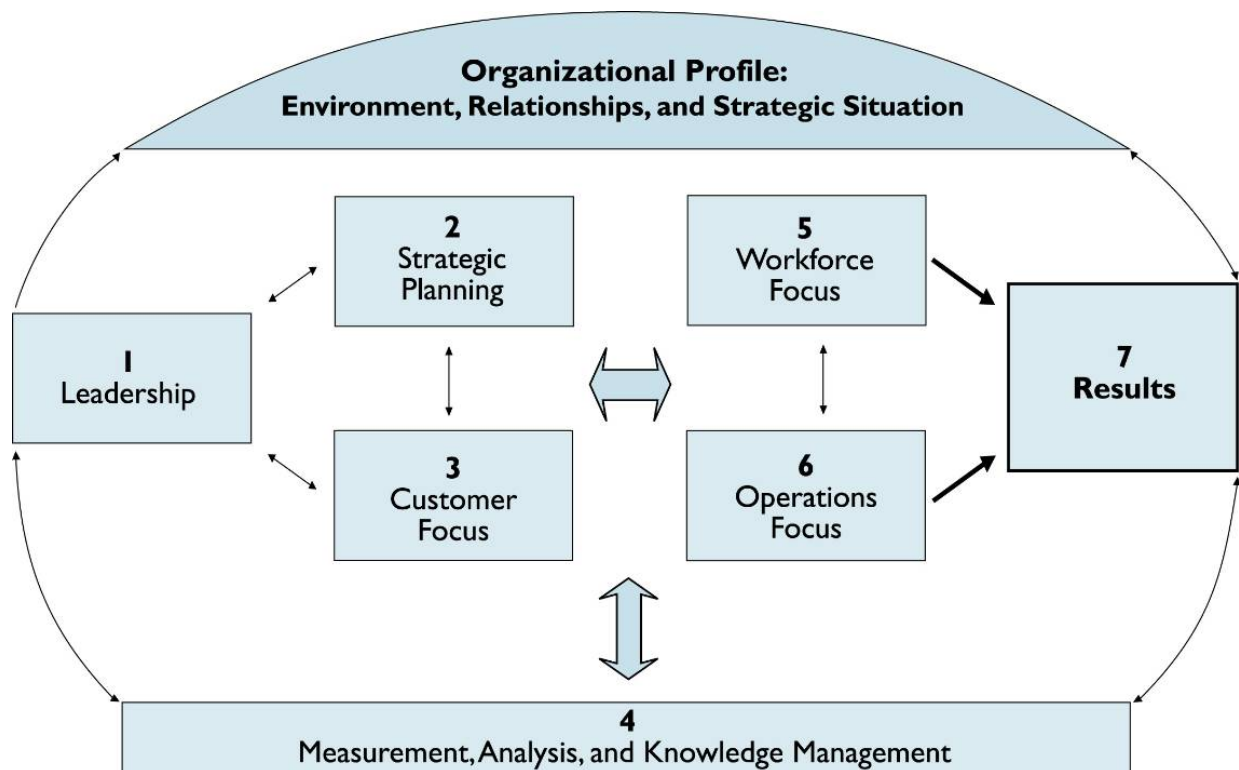 Organizational Profile:
Environment, Relationships, and Strategic Situation
2
Strategic
Planning
5
Workforce
Focus
1
Leadership
7
Results
3
Customer
Focus
6
Operations
Focus
4
Measurement, Analysis, and Knowledge Management